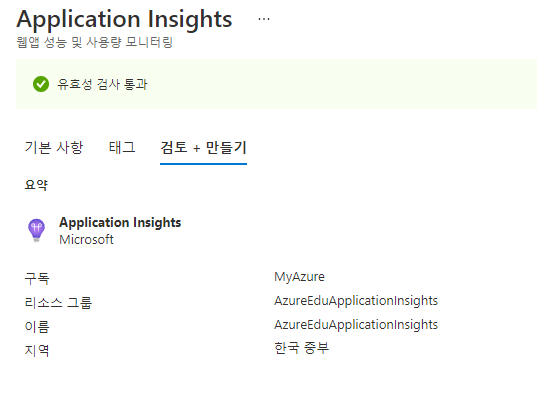 Application Insights ...
웹앱 성능 및 사용량 모니터링
유효성 검사 통과
기본 사항 태그 검토 + 만들기
요약
Application Insights
Microsoft
구독 MyAzure
리소스 그룹 AzureEduApplicationInsights
이름 AzureEduApplicationInsights
지역 한국 중부